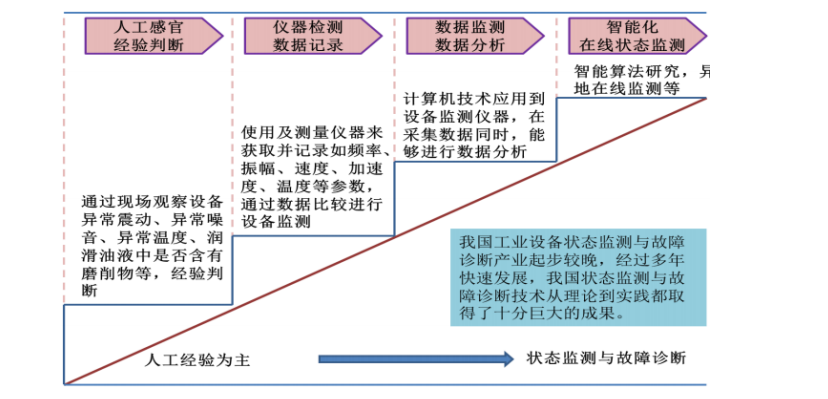 人工感官
经验判断
仪器检测
数据记录
数据监测
数据分析
智能化
在线状态监测
通过现场观察设备
异常震动、异常噪
音、异常温度、润
滑油液中是否含有
磨削物等，经验判
断
使用及测量仪器来
获取并记录如频率、
振幅、速度、加速
度、温度等参数，
通过数据比较进行
设备监测
计算机技术应用到
设备监测仪器，在
采集数据同时，能
够进行数据分析
智能算法研究，异
地在线监测等
我国工业设备状态监测与故障
诊断产业起步较晚，经过多年
快速发展，我国状态监测与故
障诊断技术从理论到实践都取
得了十分巨大的成果。
人工经验为主
状态监测与故障诊断